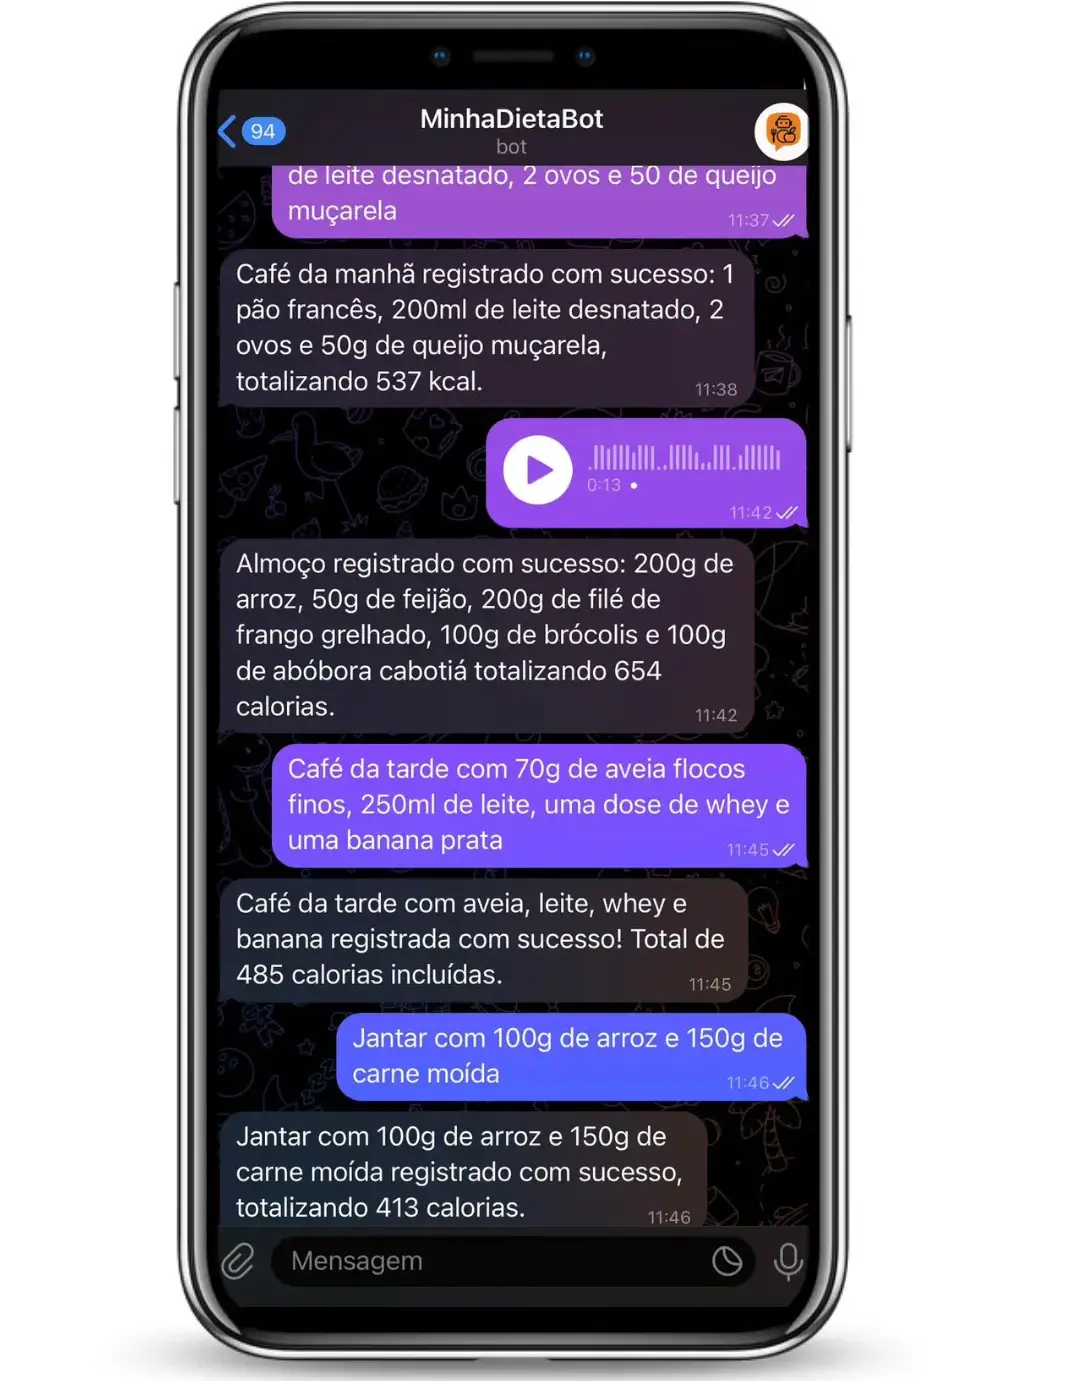 94
MinhaDietaBot
bot
de leite desnatado, 2 ovos e 50 de queijo
muçarela
11:37
Café da manhã registrado com sucesso: 1
pão francês, 200ml de leite desnatado, 2
ovos e 50g de queijo muçarela,
totalizando 537 kcal.
11:38
0:13
11:42
Almoço registrado com sucesso: 200g de
arroz, 50g de feijão, 200g de filé de
frango grelhado, 100g de brócolis e 100g
de abóbora cabotiá totalizando 654
calorias.
11:42
Café da tarde com 70g de aveia flocos
finos, 250ml de leite, uma dose de whey e
uma banana prata
11:45
Café da tarde com aveia, leite, whey e
banana registrada com sucesso! Total de
485 calorias incluídas.
11:45
Jantar com 100g de arroz e 150g de
carne moída
11:46
Jantar com 100g de arroz e 150g de
carne moída registrado com sucesso,
totalizando 413 calorias.
11:46
Mensagem